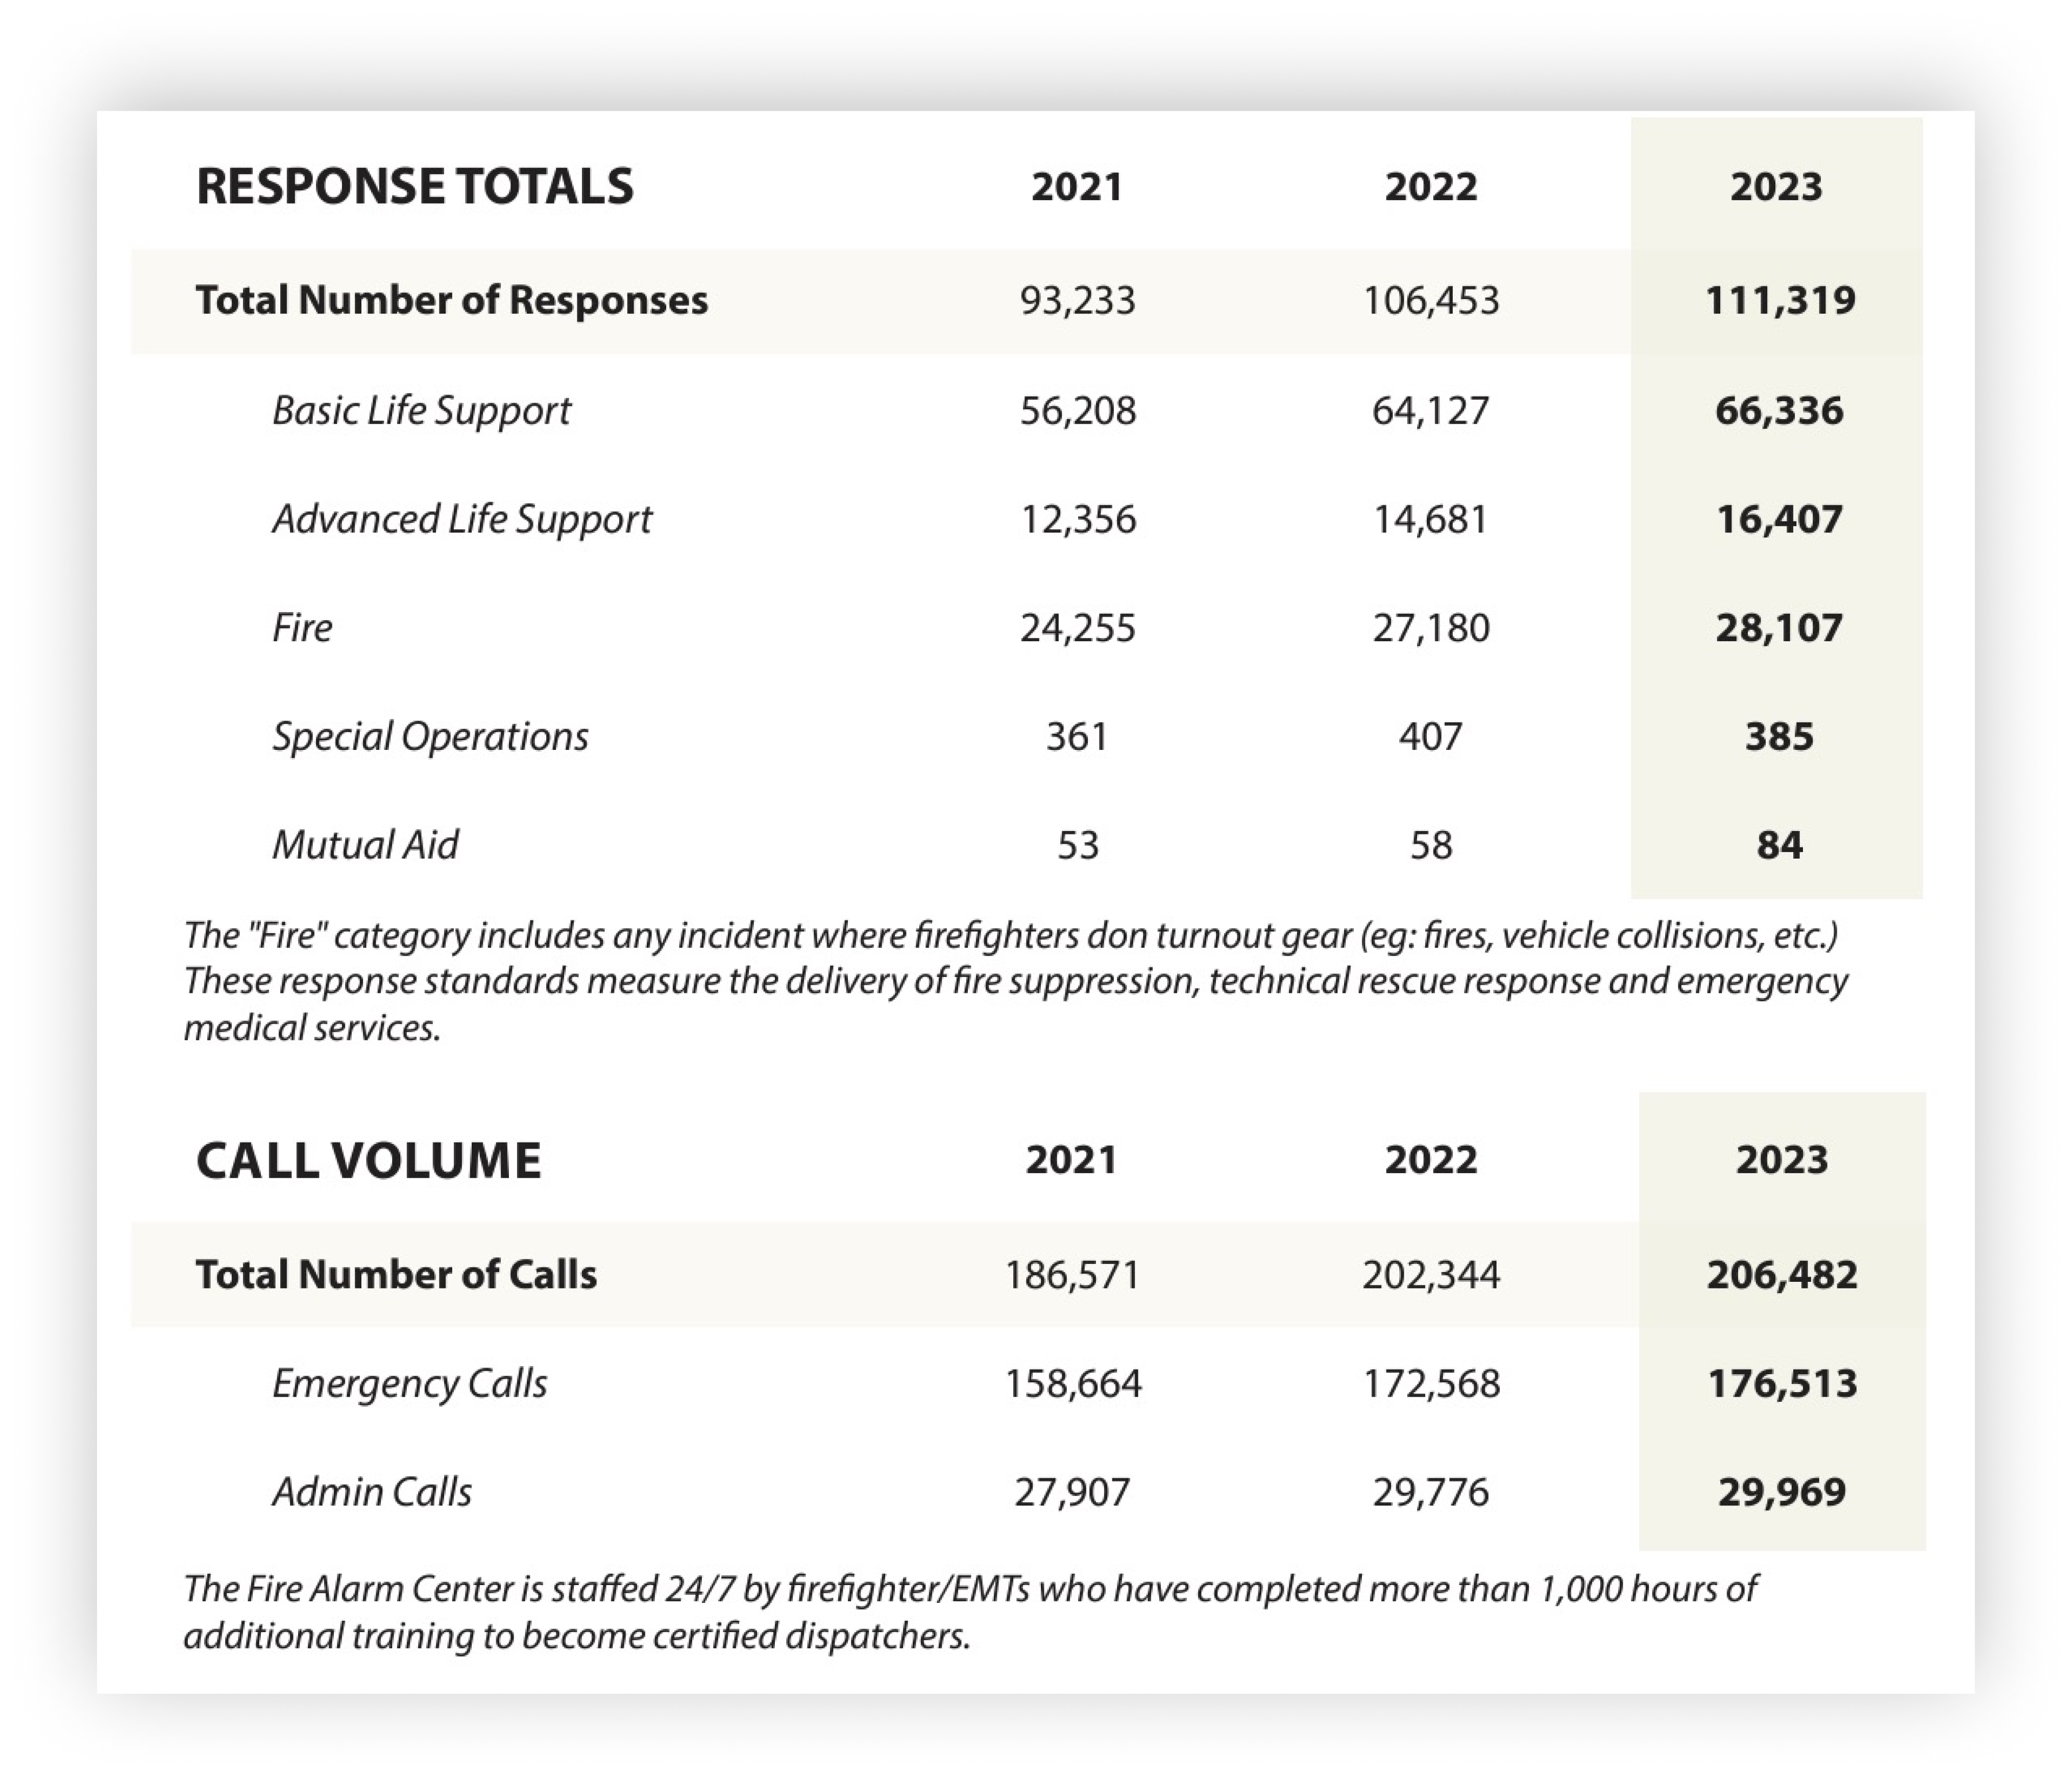 RESPONSE TOTALS 2021 2022 2023
Total Number of Responses 93,233 106,453 111,319
Basic Life Support 56,208 64,127 66,336
Advanced Life Support 12,356 14,681 16,407
Fire 24,255 27,180 28,107
Special Operations 361 407 385
Mutual Aid 53 58 84
The "Fire" category includes any incident where firefighters don turnout gear (eg: fires, vehicle collisions, etc.)
These response standards measure the delivery of fire suppression, technical rescue response and emergency
medical services.
CALL VOLUME 2021 2022 2023
Total Number of Calls 186,571 202,344 206,482
Emergency Calls 158,664 172,568 176,513
Admin Calls 27,907 29,776 29,969
The Fire Alarm Center is staffed 24/7 by firefighter/EMTs who have completed more than 1,000 hours of
additional training to become certified dispatchers.